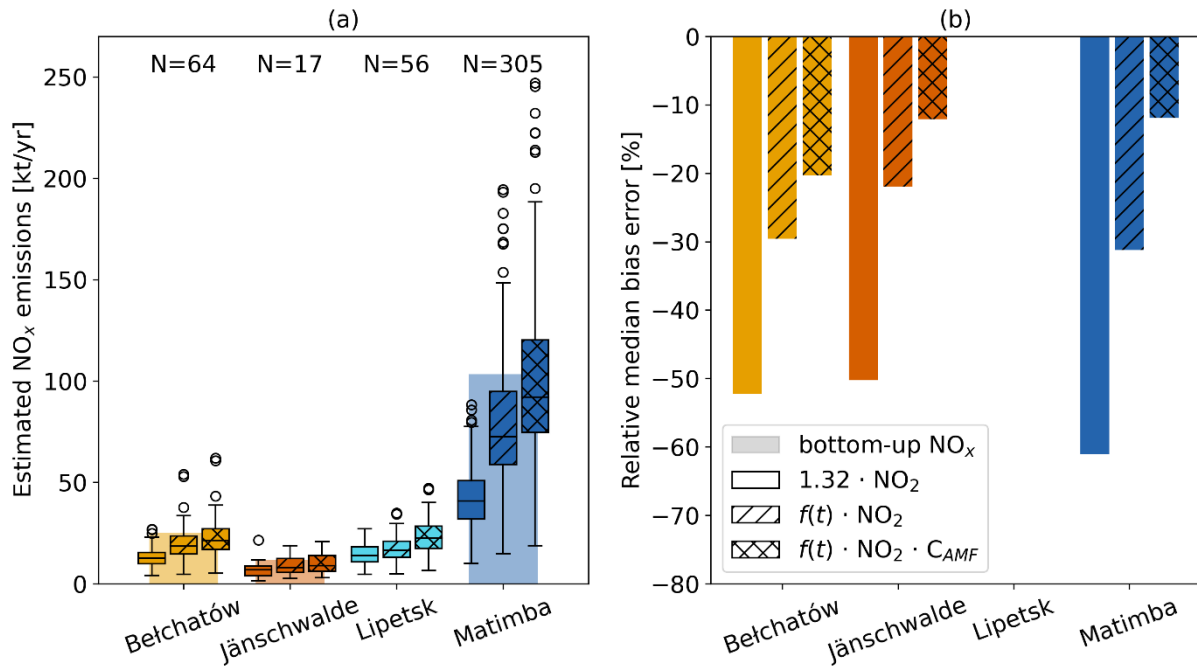 (a)
N=64 N=17 N=56 N=305
Estimated NOₓ emissions [kt/yr]
250
200
150
100
50
0
Bełchatów
Jänschwalde
Lipetsk
Matimba
(b)
Relative median bias error [%]
0
−10
−20
−30
−40
−50
−60
−70
−80
bottom-up NOₓ
1.32 · NO₂
f(t) · NO₂
f(t) · NO₂ · C_AMF
Bełchatów
Jänschwalde
Lipetsk
Matimba